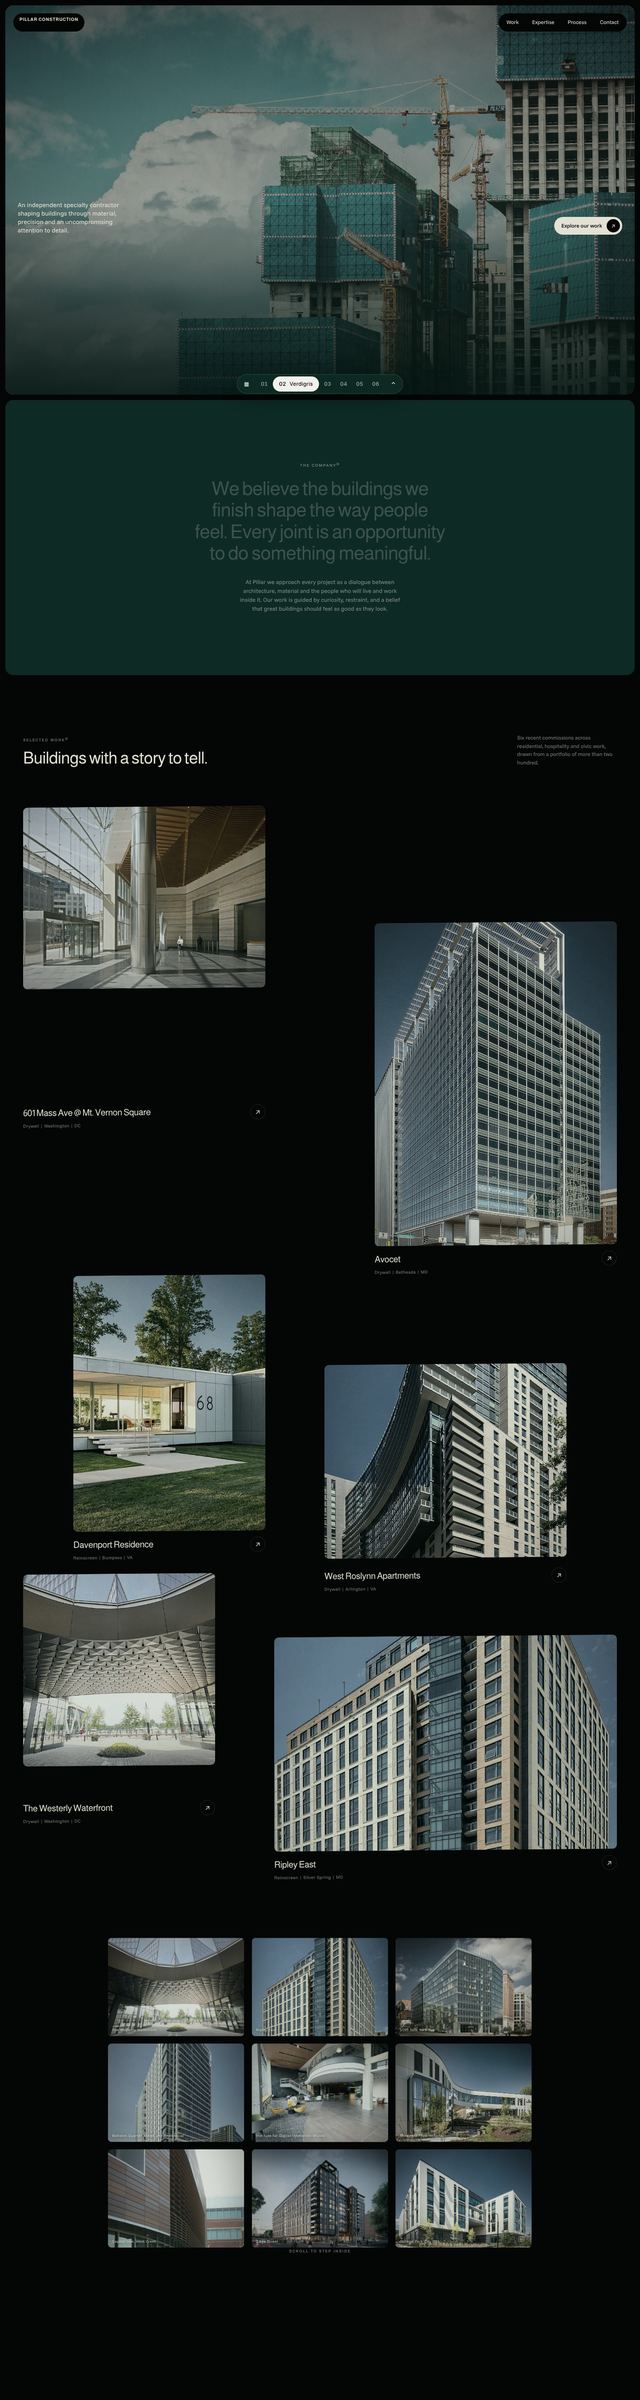 PILLAR CONSTRUCTION
Work Expertise Process Contact
An independent specialty contractor
shaping buildings through material,
precision and an uncompromising
attention to detail.
Explore our work
01 02 Verdigris 03 04 05 06
THE COMPANY
We believe the buildings we
finish shape the way people
feel. Every joint is an opportunity
to do something meaningful.
At Pillar we approach every project as a dialogue between
architecture, material and the people who will live and work
inside it. Our work is guided by curiosity, restraint, and a belief
that great buildings should feel as good as they look.
SELECTED WORK
Buildings with a story to tell.
Six recent commissions across
residential, hospitality and civic work,
drawn from a portfolio of more than two
hundred.
601 Mass Ave @ Mt. Vernon Square
Drywall | Washington | DC
Avocet
Drywall | Bethesda | MD
68
Davenport Residence
Rainscreen | Bumpass | VA
West Roslynn Apartments
Drywall | Arlington | VA
The Westerly Waterfront
Drywall | Washington | DC
Ripley East
Rainscreen | Silver Spring | MD
SCROLL TO STEP INSIDE